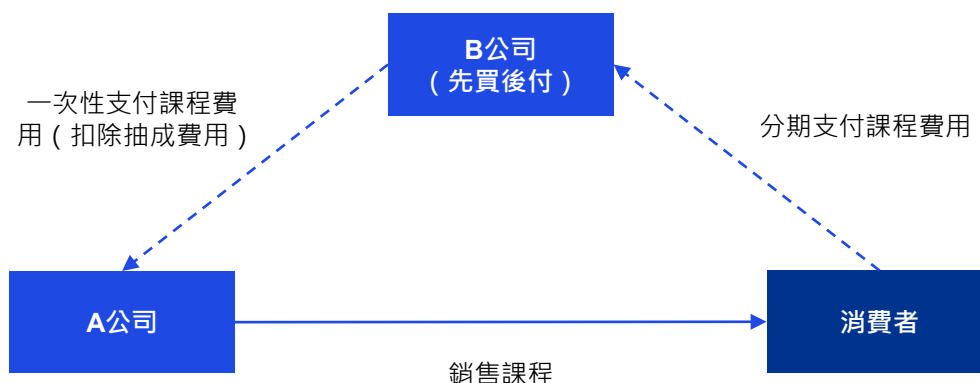 B公司
（先買後付）
一次性支付課程費
用（扣除抽成費用）
分期支付課程費用
A公司
消費者
銷售課程